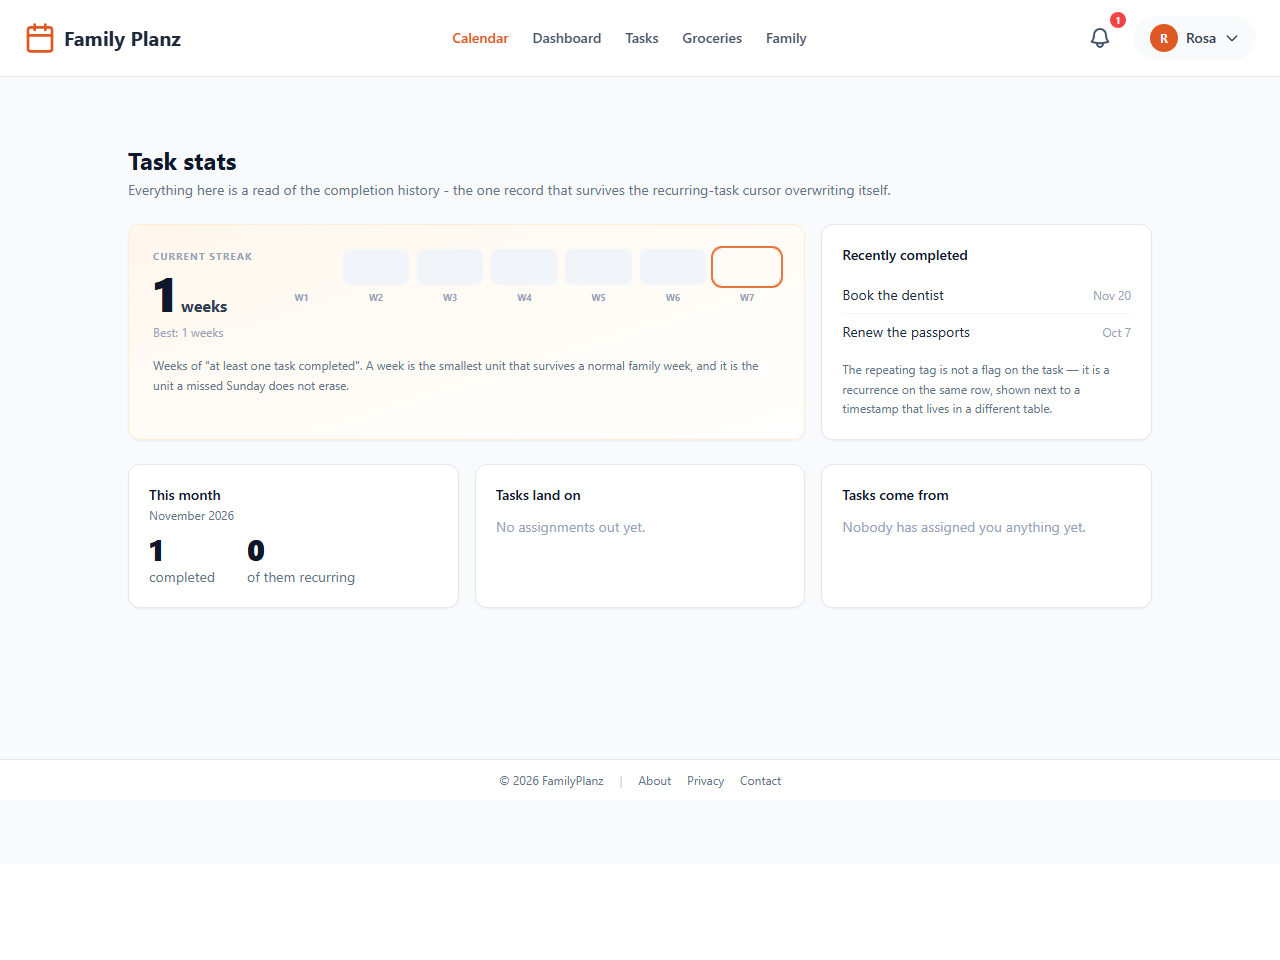 Family Planz
Calendar
Dashboard
Tasks
Groceries
Family
1
R
Rosa
Task stats
Everything here is a read of the completion history - the one record that survives the recurring-task cursor overwriting itself.
CURRENT STREAK
1 weeks
Best: 1 weeks
W1
W2
W3
W4
W5
W6
W7
Weeks of "at least one task completed". A week is the smallest unit that survives a normal family week, and it is the
unit a missed Sunday does not erase.
Recently completed
Book the dentist
Nov 20
Renew the passports
Oct 7
The repeating tag is not a flag on the task — it is a
recurrence on the same row, shown next to a
timestamp that lives in a different table.
This month
November 2026
1
completed
0
of them recurring
Tasks land on
No assignments out yet.
Tasks come from
Nobody has assigned you anything yet.
© 2026 FamilyPlanz
|
About
Privacy
Contact